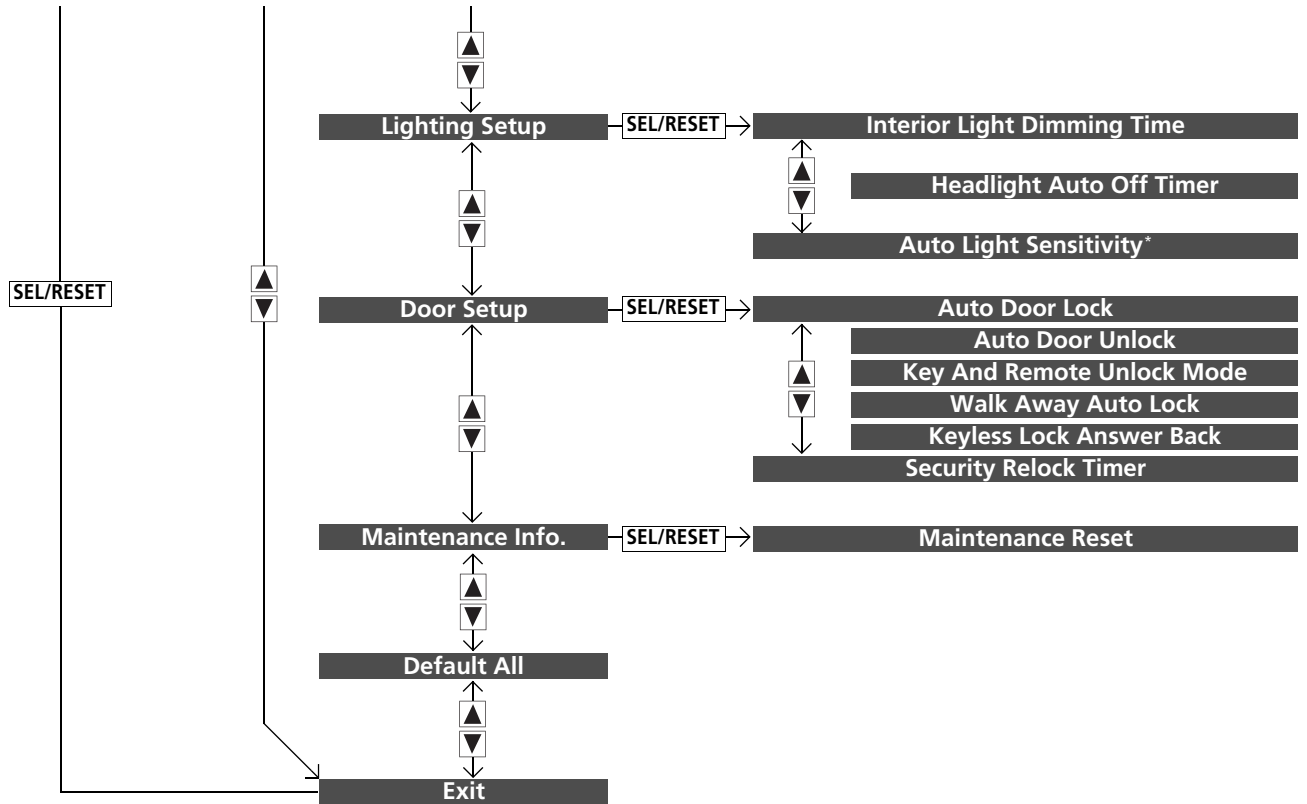 Lighting Setup SEL/RESET Interior Light Dimming Time
Headlight Auto Off Timer
Auto Light Sensitivity*
SEL/RESET
Door Setup SEL/RESET Auto Door Lock
Auto Door Unlock
Key And Remote Unlock Mode
Walk Away Auto Lock
Keyless Lock Answer Back
Security Relock Timer
Maintenance Info. SEL/RESET Maintenance Reset
Default All
Exit